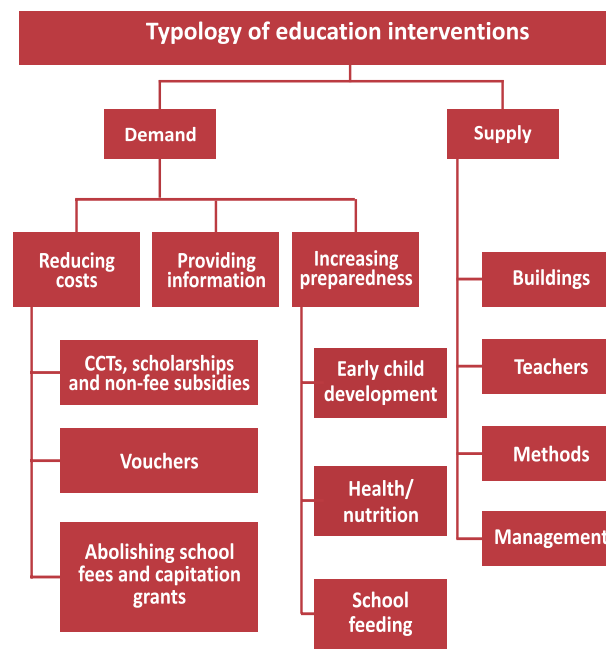 Typology of education interventions
Demand
Supply
Reducing
costs
Providing
information
Increasing
preparedness
CCTs, scholarships
and non-fee subsidies
Vouchers
Abolishing school
fees and capitation
grants
Early child
development
Health/
nutrition
School
feeding
Buildings
Teachers
Methods
Management